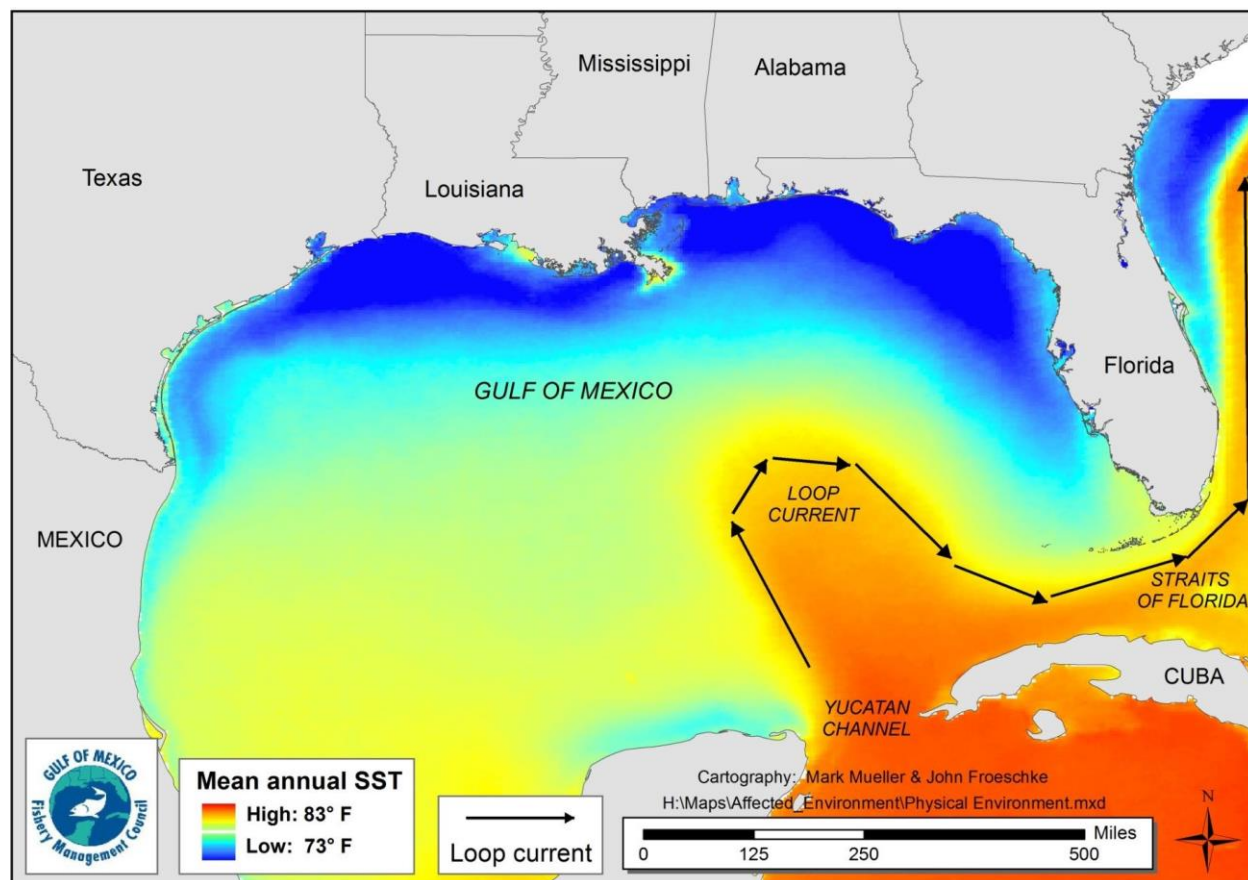 Mississippi
Alabama
Texas
Louisiana
Florida
GULF OF MEXICO
LOOP
CURRENT
MEXICO
STRAITS
OF FLORIDA
CUBA
YUCATAN
CHANNEL
GULF OF MEXICO
Fishery Management Council
Mean annual SST
High: 83° F
Low: 73° F
Loop current
Cartography: Mark Mueller & John Froeschke
H:\Maps\Affected_Environment\Physical Environment.mxd
Miles
0 125 250 500
N